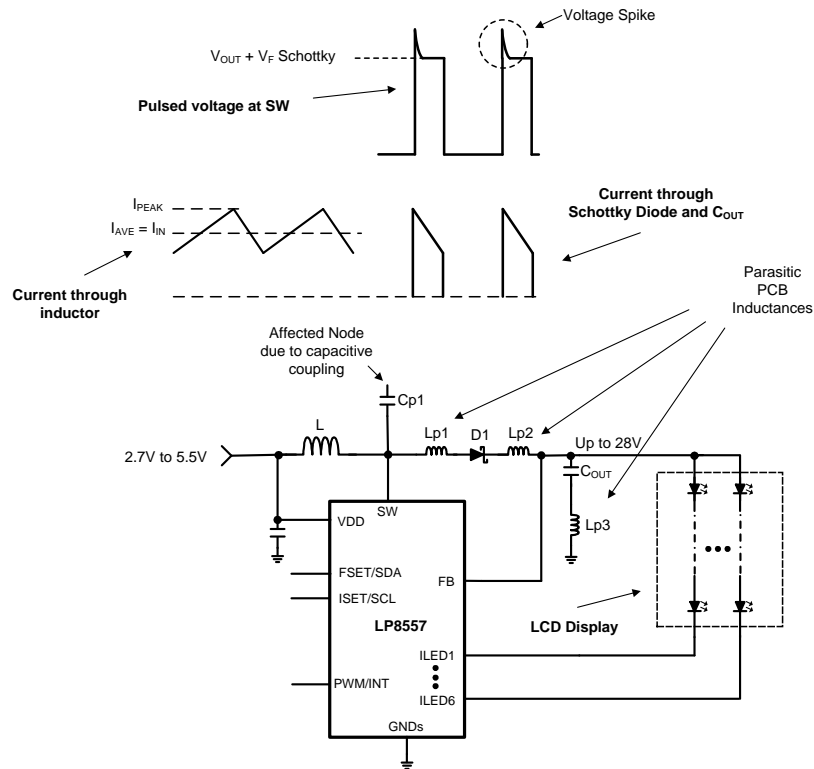 Voltage Spike
VOUT + VF Schottky
Pulsed voltage at SW
IPEAK
IAVE = IIN
Current through
Schottky Diode and COUT
Current through
inductor
Parasitic
PCB
Inductances
Affected Node
due to capacitive
coupling
Cp1
L
Lp1
D1
Lp2
2.7V to 5.5V
Up to 28V
COUT
SW
VDD
Lp3
FSET/SDA
FB
ISET/SCL
LP8557
LCD Display
ILED1
PWM/INT
ILED6
GNDs